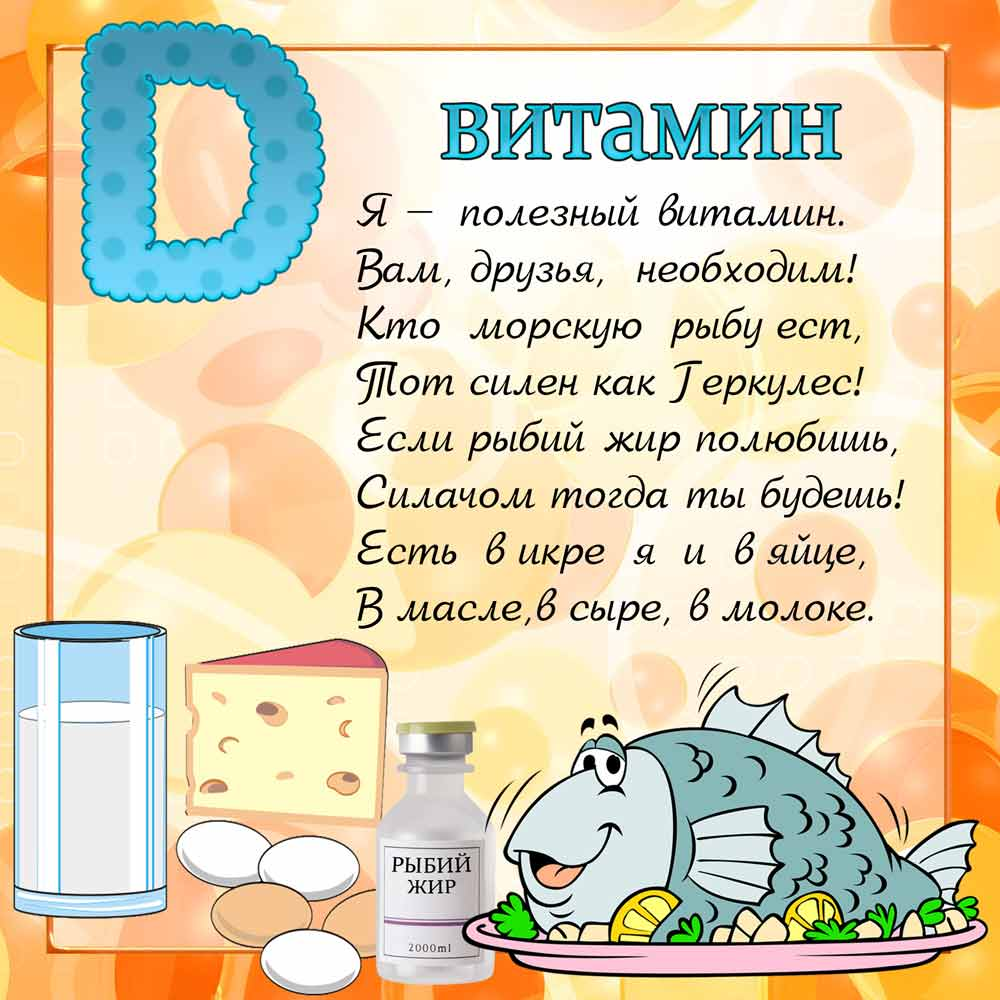 D
витамин
Я – полезный витамин.
Вам, друзья, необходим!
Кто морскую рыбу ест,
Тот силен как Геркулес!
Если рыбий жир полюбишь,
Силачом тогда ты будешь!
Есть в икре я и в яйце,
В масле,в сыре, в молоке.
РЫБИЙ
ЖИР
2000ml